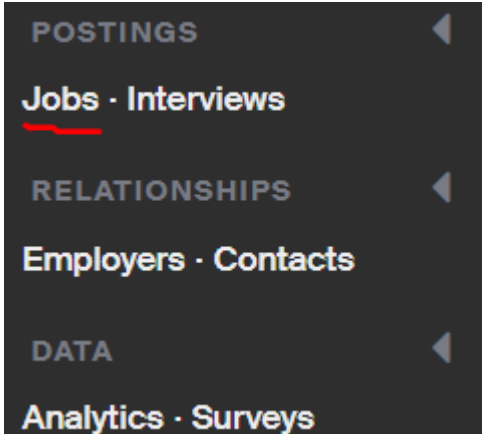 POSTINGS
Jobs · Interviews
RELATIONSHIPS
Employers · Contacts
DATA
Analytics · Surveys